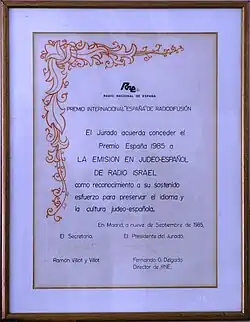 rne
RADIO NACIONAL DE ESPAÑA
PREMIO INTERNACIONAL "ESPAÑA" DE RADIODIFUSIÓN
El Jurado acuerda conceder el
Premio España 1985 a
LA EMISION EN JUDEO-ESPAÑOL
DE RADIO ISRAEL
como reconocimiento a su sostenido
esfuerzo para preservar el idioma y
la cultura judeo-española.
En Madrid, a nueve de Septiembre de 1985.
El Secretario. El Presidente del Jurado.
Ramón Villot y Villot. Fernando G. Delgado
Director de RNE.